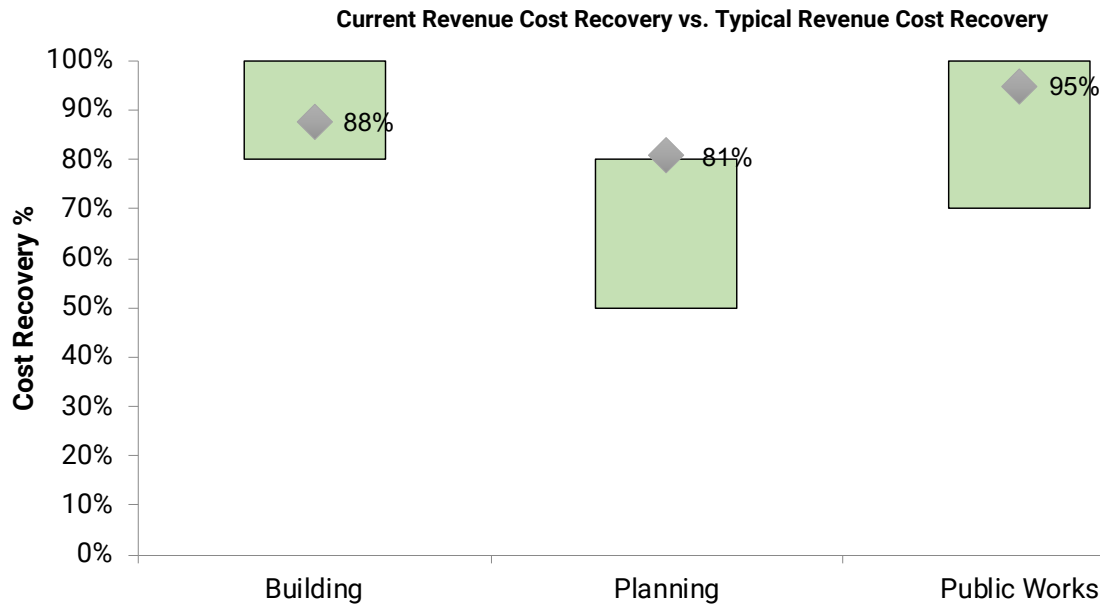 Current Revenue Cost Recovery vs. Typical Revenue Cost Recovery
Cost Recovery %
100%
90%
80%
70%
60%
50%
40%
30%
20%
10%
0%
88%
81%
95%
Building
Planning
Public Works